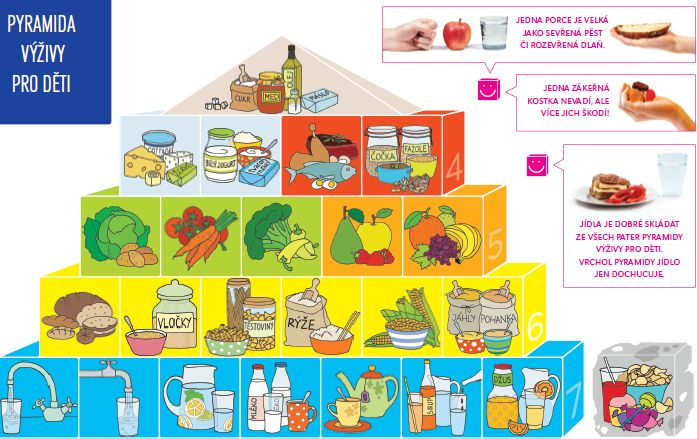 PYRAMIDA
VÝŽIVY
PRO DĚTI
JEDNA PORCE JE VELKÁ
JAKO SEVŘENÁ PĚST
ČI ROZEVŘENÁ DLAŇ.
JEDNA ZÁKEŘNÁ
KOSTKA NEVADÍ, ALE
VÍCE JICH ŠKODÍ!
JÍDLA JE DOBRÉ SKLÁDAT
ZE VŠECH PATER PYRAMIDY
VÝŽIVY PRO DĚTI.
VRCHOL PYRAMIDY JÍDLO
JEN DOCHUCUJE.
CUKR
MED
OLEJ
MÁSLO
COTTAGE
BÍLÝ JOGURT
ČOČKA
FAZOLE
4
5
VLOČKY
TĚSTOVINY
RÝŽE
JÁHLY
POHANKA
6
MLÉKO
SIRUP
DŽUS
7